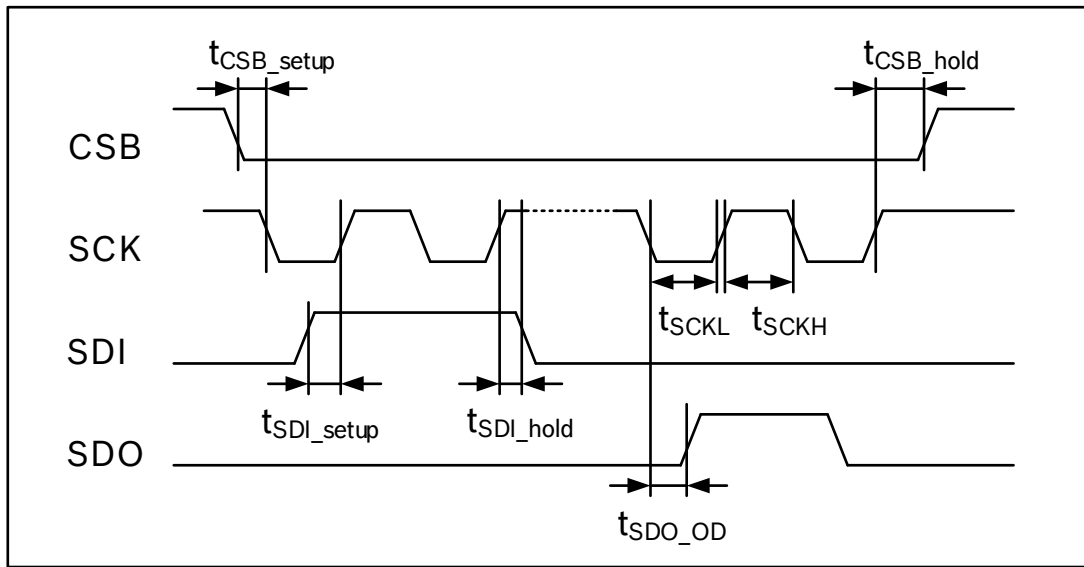 tCSB_setup
tCSB_hold
CSB
SCK
tSCKL
tSCKH
SDI
tSDI_setup
tSDI_hold
SDO
tSDO_OD